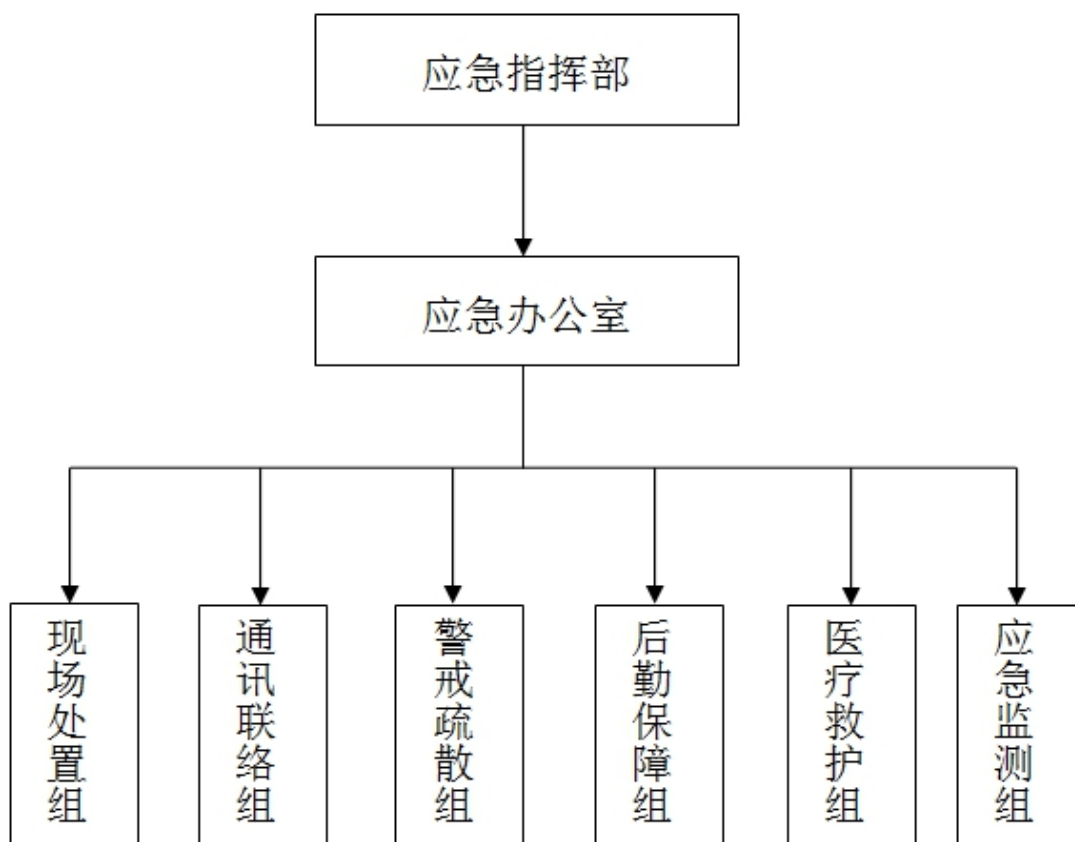 应急指挥部
应急办公室
现场处置组
通讯联络组
警戒疏散组
后勤保障组
医疗救护组
应急监测组